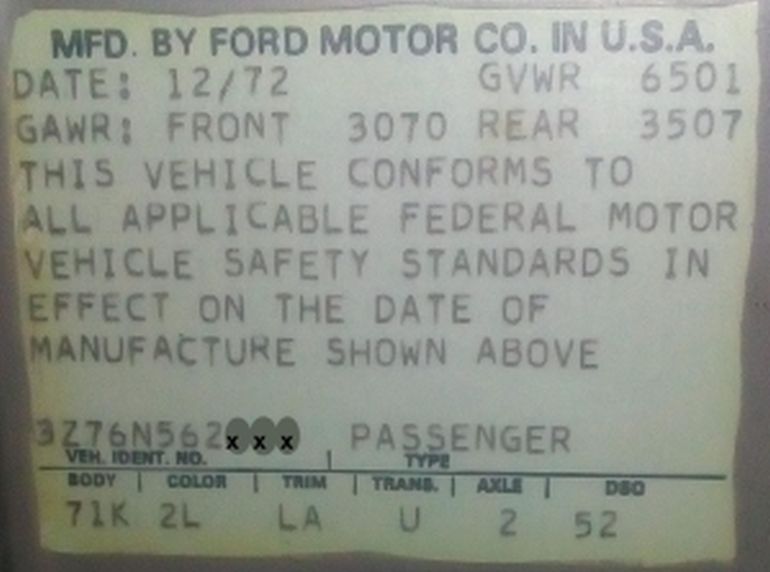 MFD. BY FORD MOTOR CO. IN U.S.A.
DATE: 12/72 GVWR 6501
GAWR: FRONT 3070 REAR 3507
THIS VEHICLE CONFORMS TO
ALL APPLICABLE FEDERAL MOTOR
VEHICLE SAFETY STANDARDS IN
EFFECT ON THE DATE OF
MANUFACTURE SHOWN ABOVE
3Z76N562xxx PASSENGER
VEH. IDENT. NO. | TYPE
BODY | COLOR | TRIM | TRANS. | AXLE | DSO
71K 2L LA U 2 52